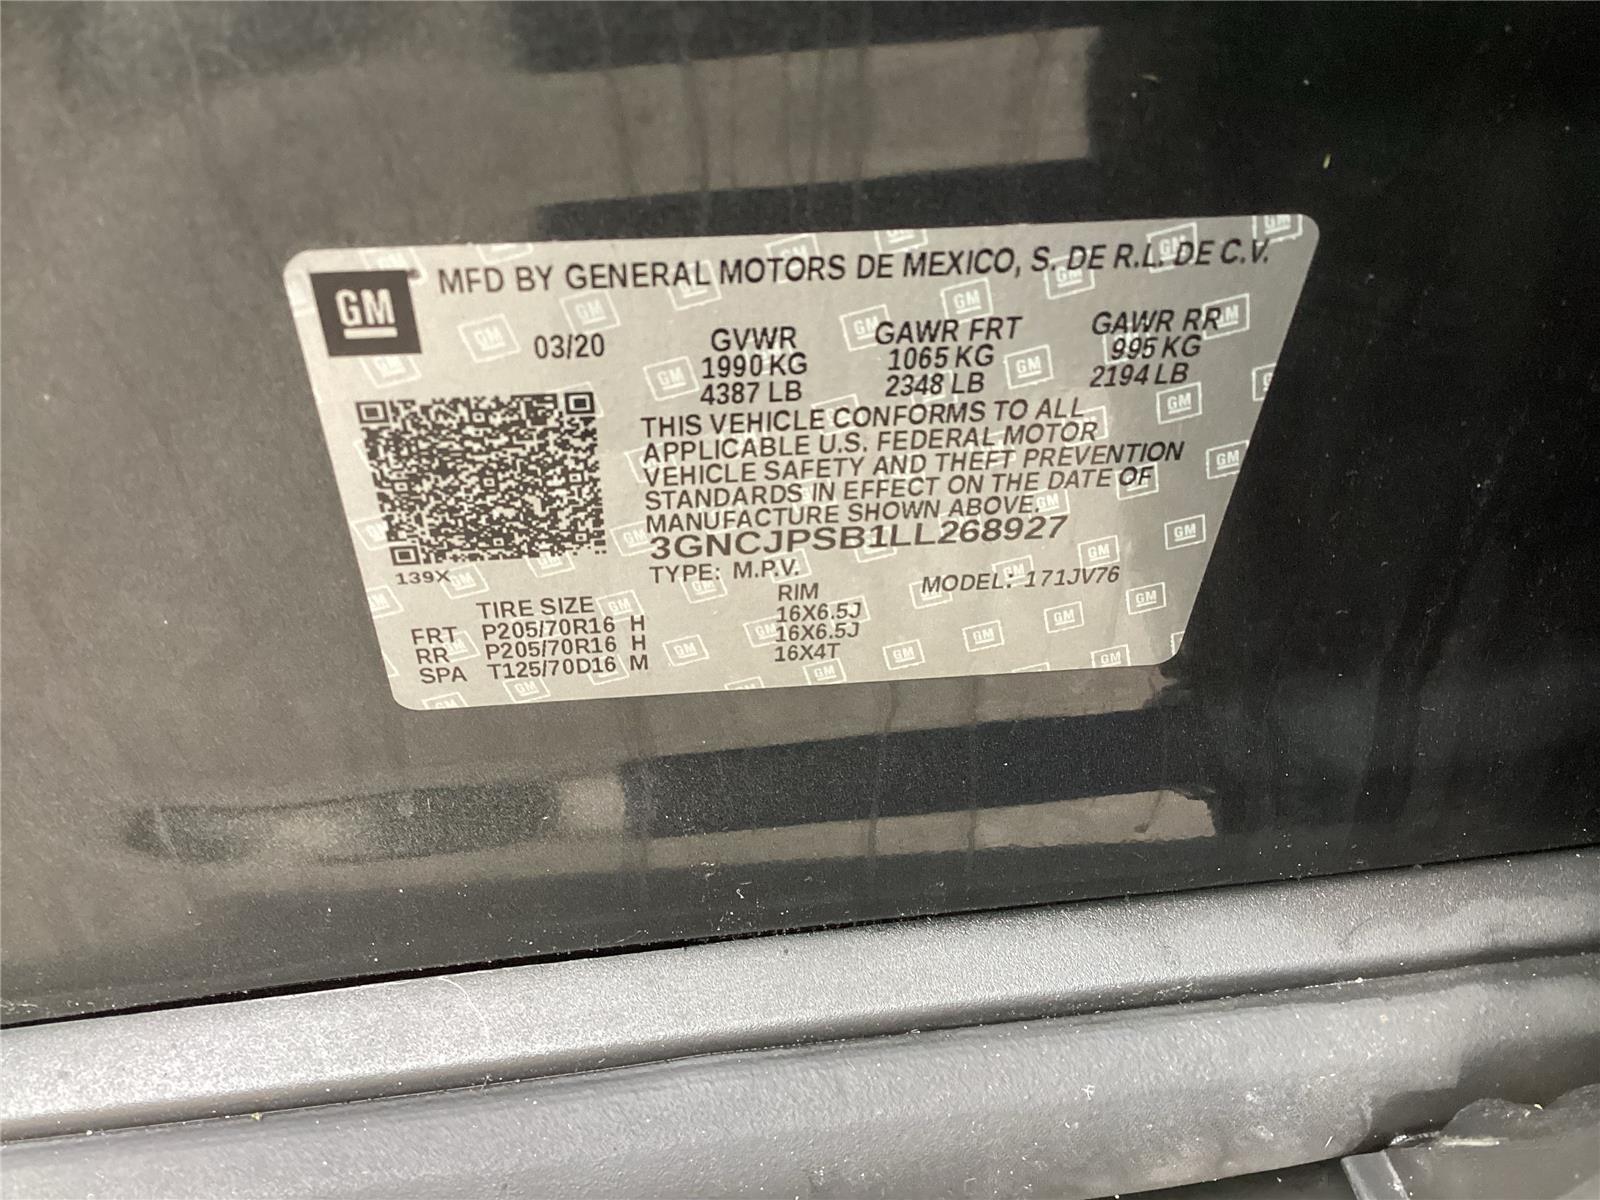 GM MFD BY GENERAL MOTORS DE MEXICO, S. DE R.L. DE C.V.
03/20 GVWR GAWR FRT GAWR RR
1990 KG 1065 KG 995 KG
4387 LB 2348 LB 2194 LB
THIS VEHICLE CONFORMS TO ALL
APPLICABLE U.S. FEDERAL MOTOR
VEHICLE SAFETY AND THEFT PREVENTION
STANDARDS IN EFFECT ON THE DATE OF
MANUFACTURE SHOWN ABOVE.
3GNCJPSB1LL268927
139X TYPE: M.P.V. MODEL: 171JV76
TIRE SIZE RIM
FRT P205/70R16 H 16X6.5J
RR P205/70R16 H 16X6.5J
SPA T125/70D16 M 16X4T